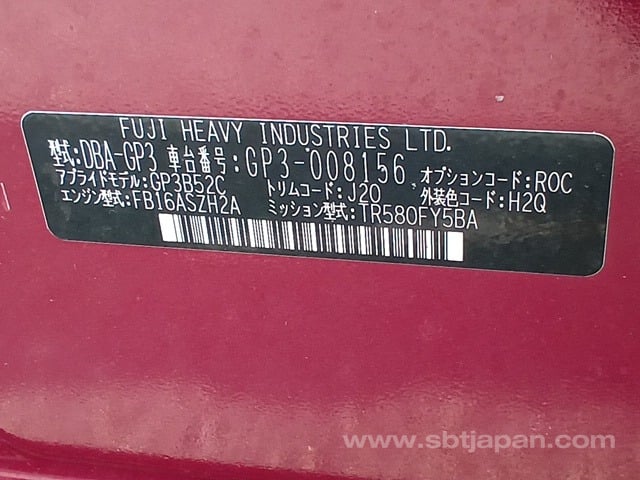 FUJI HEAVY INDUSTRIES LTD.
型式:DBA-GP3 車台番号:GP3-008156 オプションコード:ROC
アプライドモデル:GP3B52C トリムコード:J20 外装色コード:H2Q
エンジン型式:FB16ASZH2A ミッション型式:TR580FY5BA
www.sbtjapan.com